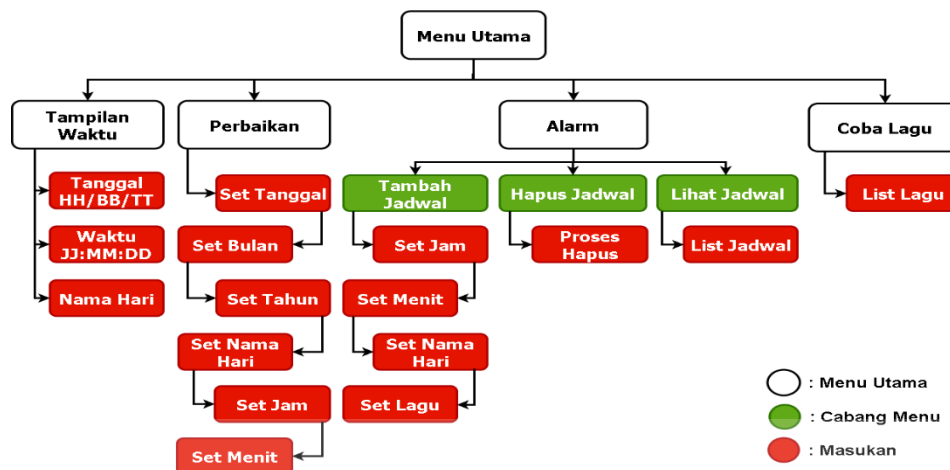 Menu Utama
Tampilan
Waktu
Perbaikan
Alarm
Coba Lagu
Tanggal
HH/BB/TT
Waktu
JJ:MM:DD
Nama Hari
Set Tanggal
Set Bulan
Set Tahun
Set Nama
Hari
Set Jam
Set Menit
Tambah
Jadwal
Set Jam
Set Menit
Set Nama
Hari
Set Lagu
Hapus Jadwal
Proses
Hapus
Lihat Jadwal
List Jadwal
List Lagu
: Menu Utama
: Cabang Menu
: Masukan